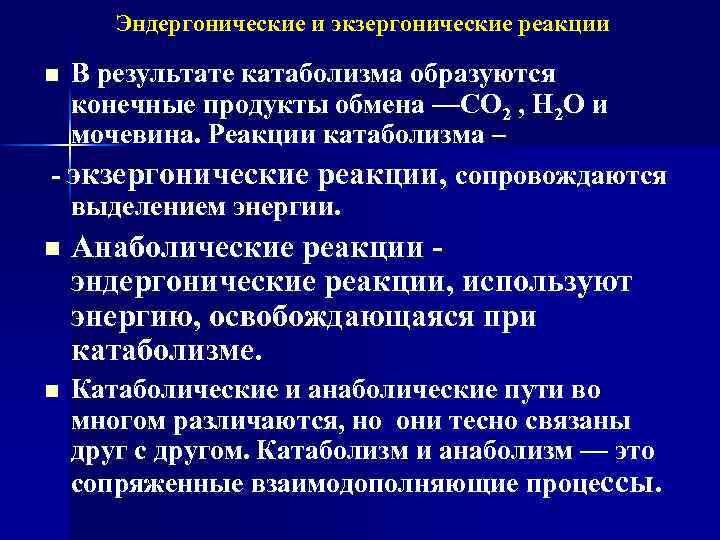 Эндергонические и экзергонические реакции
В результате катаболизма образуются
конечные продукты обмена —СО2 , Н2О и
мочевина. Реакции катаболизма –
- экзергонические реакции, сопровождаются
выделением энергии.
Анаболические реакции -
эндергонические реакции, используют
энергию, освобождающаяся при
катаболизме.
Катаболические и анаболические пути во
многом различаются, но они тесно связаны
друг с другом. Катаболизм и анаболизм — это
сопряженные взаимодополняющие процессы.